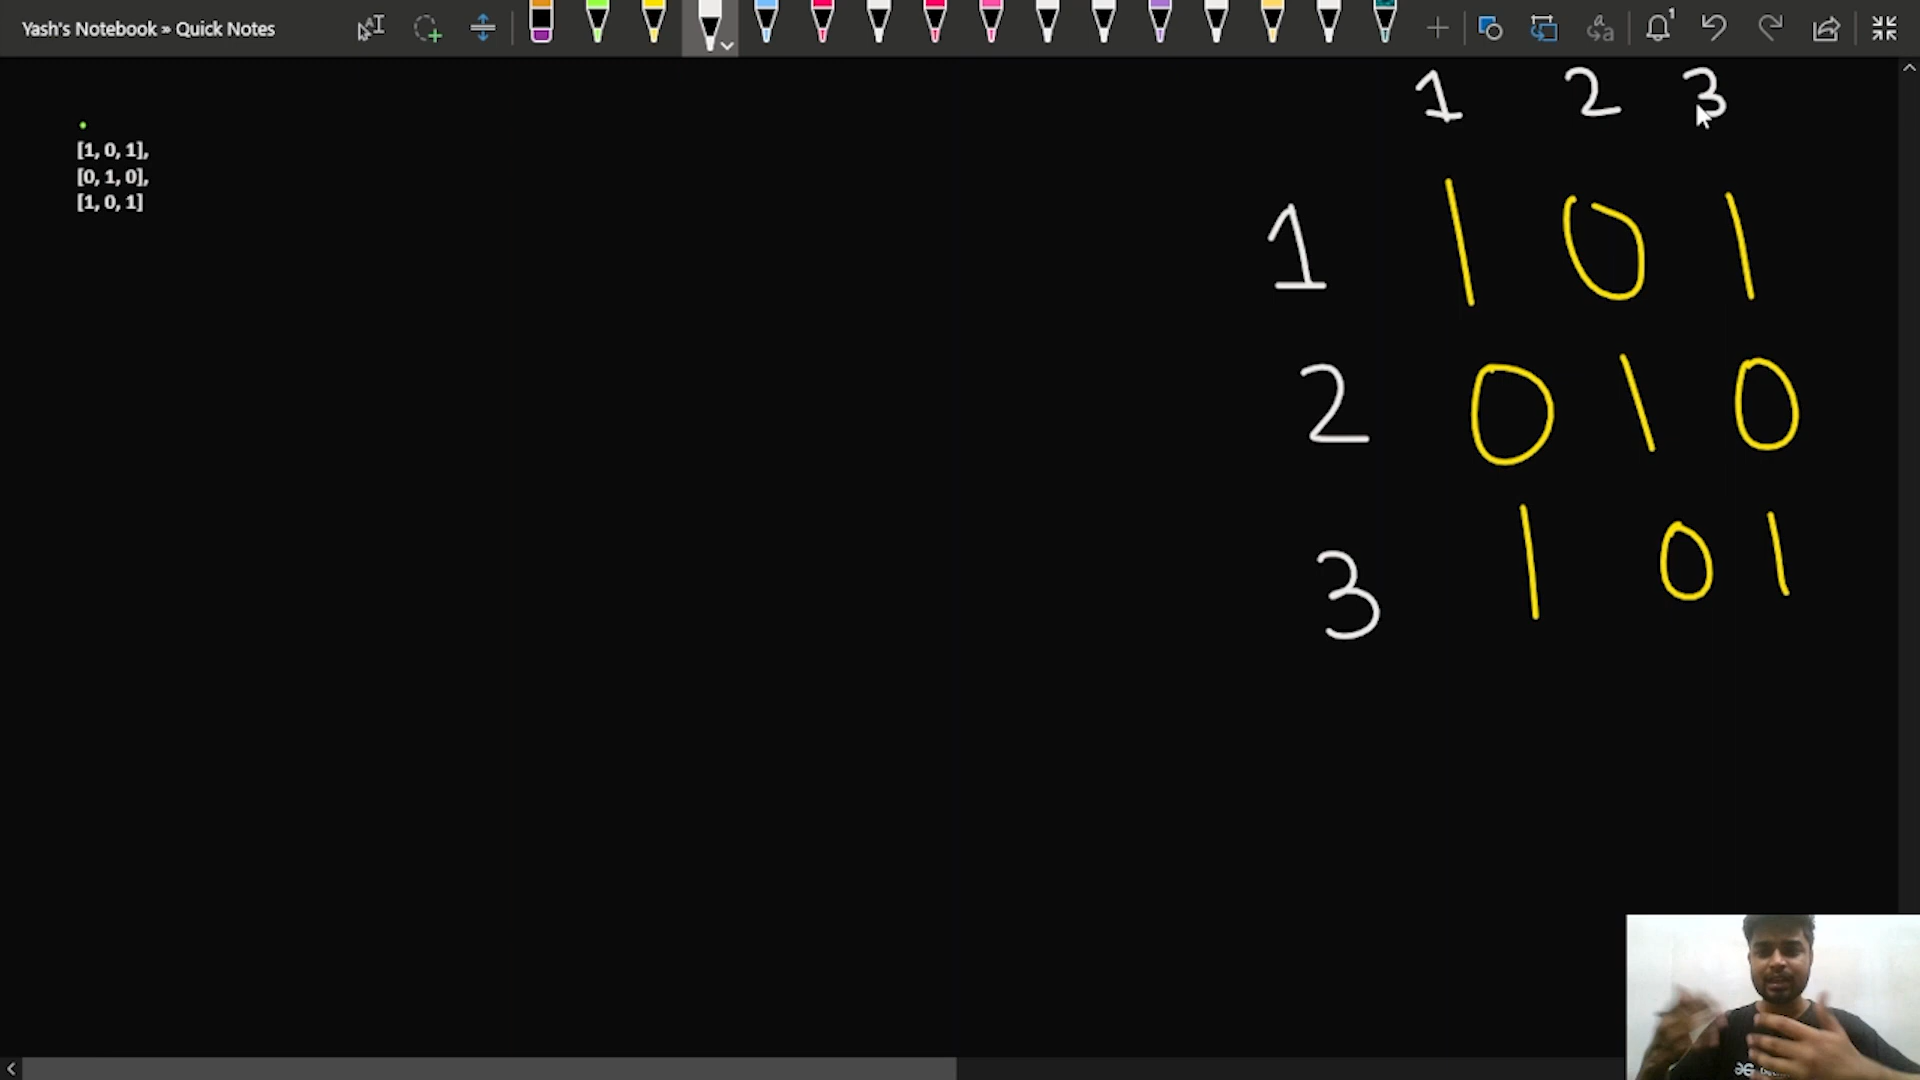 Yash's Notebook » Quick Notes
[1, 0, 1],
[0, 1, 0],
[1, 0, 1]
1 2 3
1 1 0 1
2 0 1 0
3 1 0 1